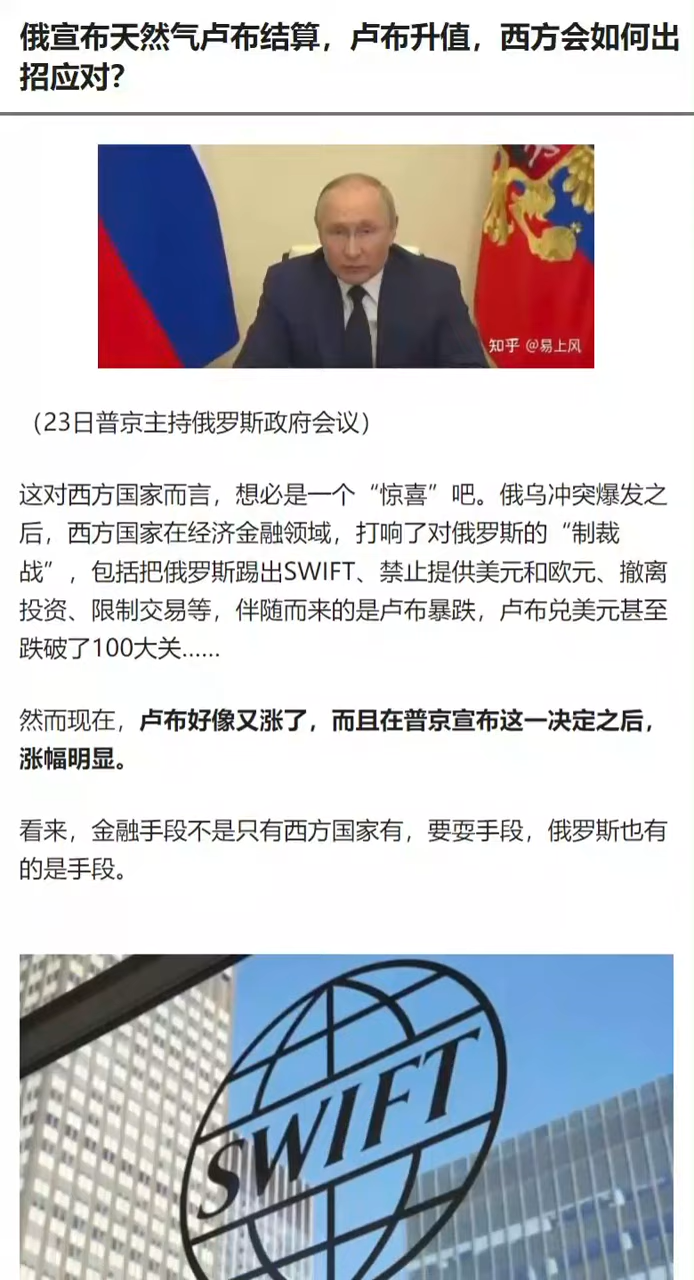 俄宣布天然气卢布结算，卢布升值，西方会如何出
招应对？
知乎 @易上风
（23日普京主持俄罗斯政府会议）
这对西方国家而言，想必是一个“惊喜”吧。俄乌冲突爆发之
后，西方国家在经济金融领域，打响了对俄罗斯的“制裁
战”，包括把俄罗斯踢出SWIFT、禁止提供美元和欧元、撤离
投资、限制交易等，伴随而来的是卢布暴跌，卢布兑美元甚至
跌破了100大关……
然而现在，卢布好像又涨了，而且在普京宣布这一决定之后，
涨幅明显。
看来，金融手段不是只有西方国家有，要耍手段，俄罗斯也有
的是手段。
SWIFT